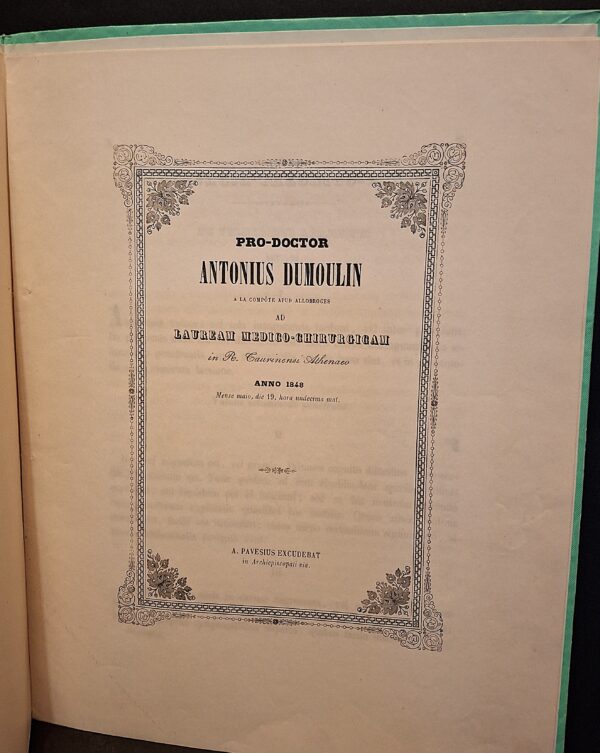 PRO-DOCTOR
ANTONIUS DUMOULIN
A LA COMPÔTE APUD ALLOBROGES
AD
LAUREAM MEDICO-CHIRURGICAM
in R. Taurinensi Athenaeo
ANNO 1848
Mense maio, die 19, hora undecima mat.
A. PAVESIUS EXCUDEBAT
in Archiepiscopali via.